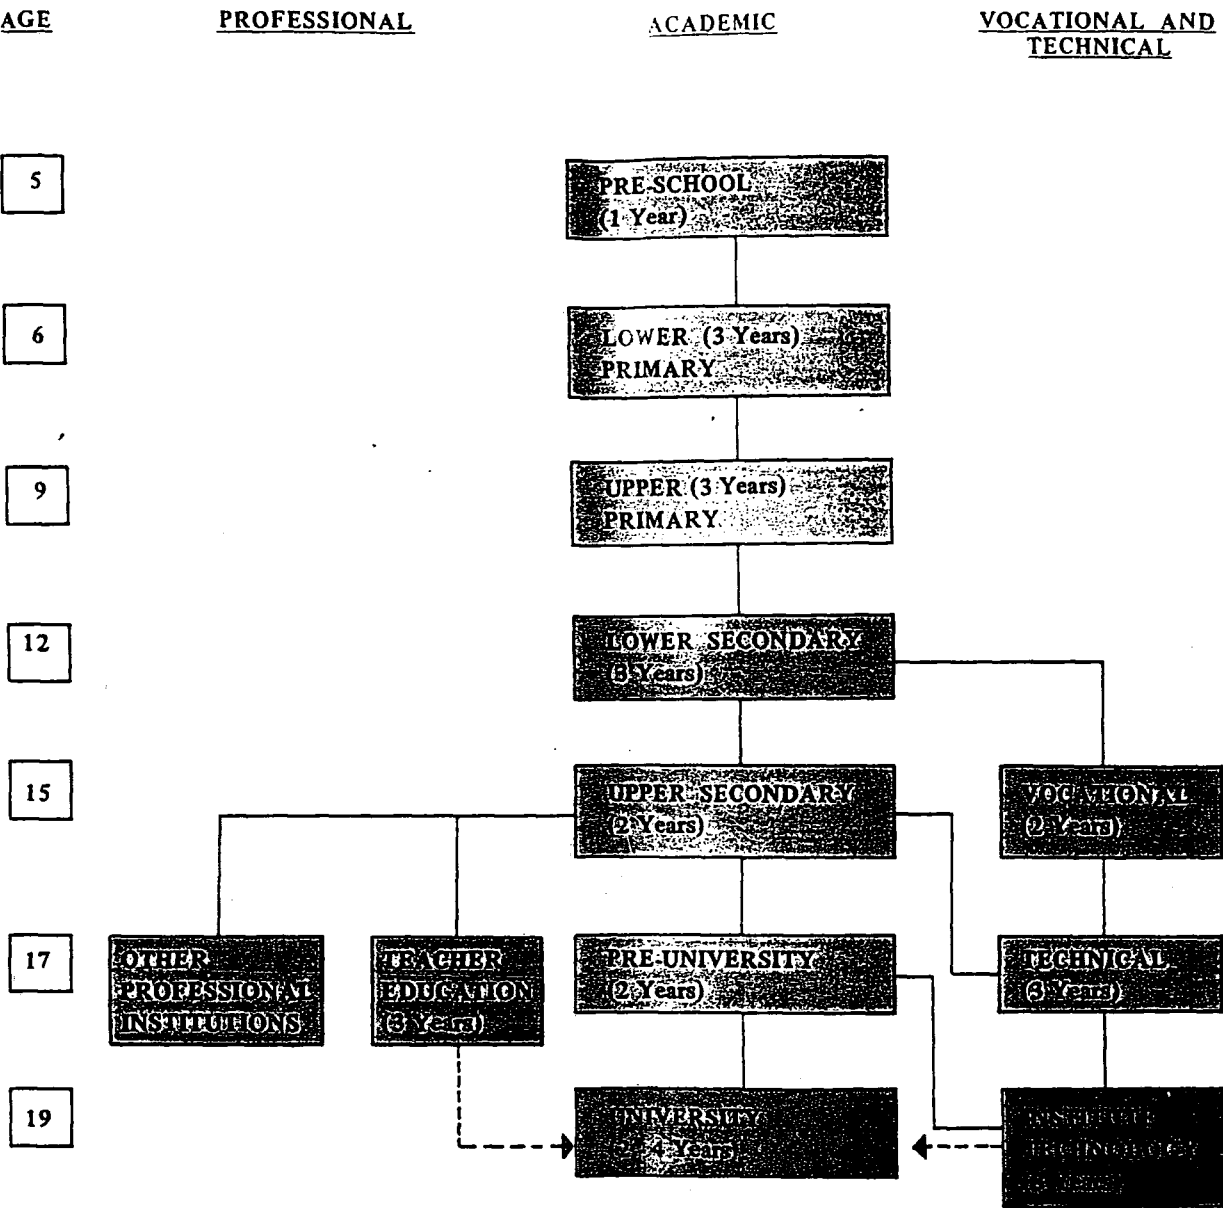 AGE PROFESSIONAL ACADEMIC VOCATIONAL AND
TECHNICAL
5 PRE-SCHOOL
(1 Year)
6 LOWER (3 Years)
PRIMARY
9 UPPER (3 Years)
PRIMARY
12 LOWER SECONDARY
(3 Years)
15 UPPER SECONDARY
(2 Years)
VOCATIONAL
(2 Years)
17 OTHER
PROFESSIONAL
INSTITUTIONS
TEACHER
EDUCATION
(3 Years)
PRE-UNIVERSITY
(2 Years)
TECHNICAL
(3 Years)
19 UNIVERSITY
4 Years
TECHNOLOGY